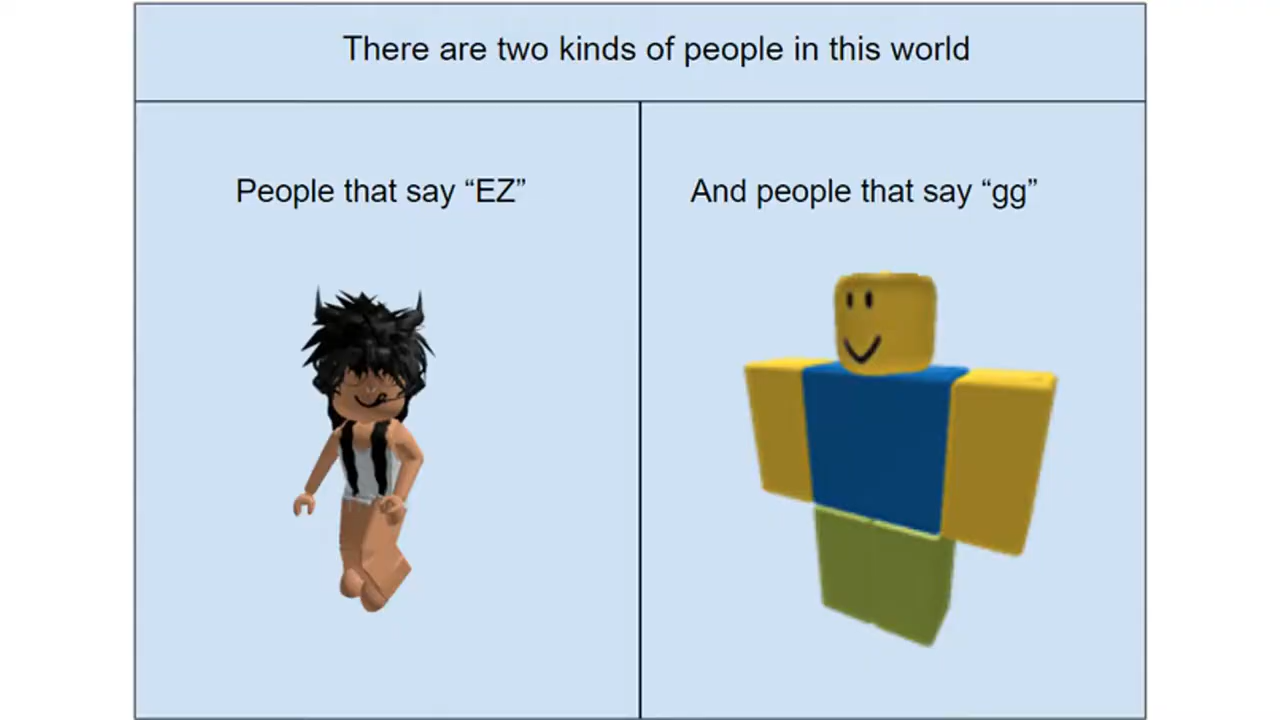 There are two kinds of people in this world
People that say “EZ”
And people that say “gg”